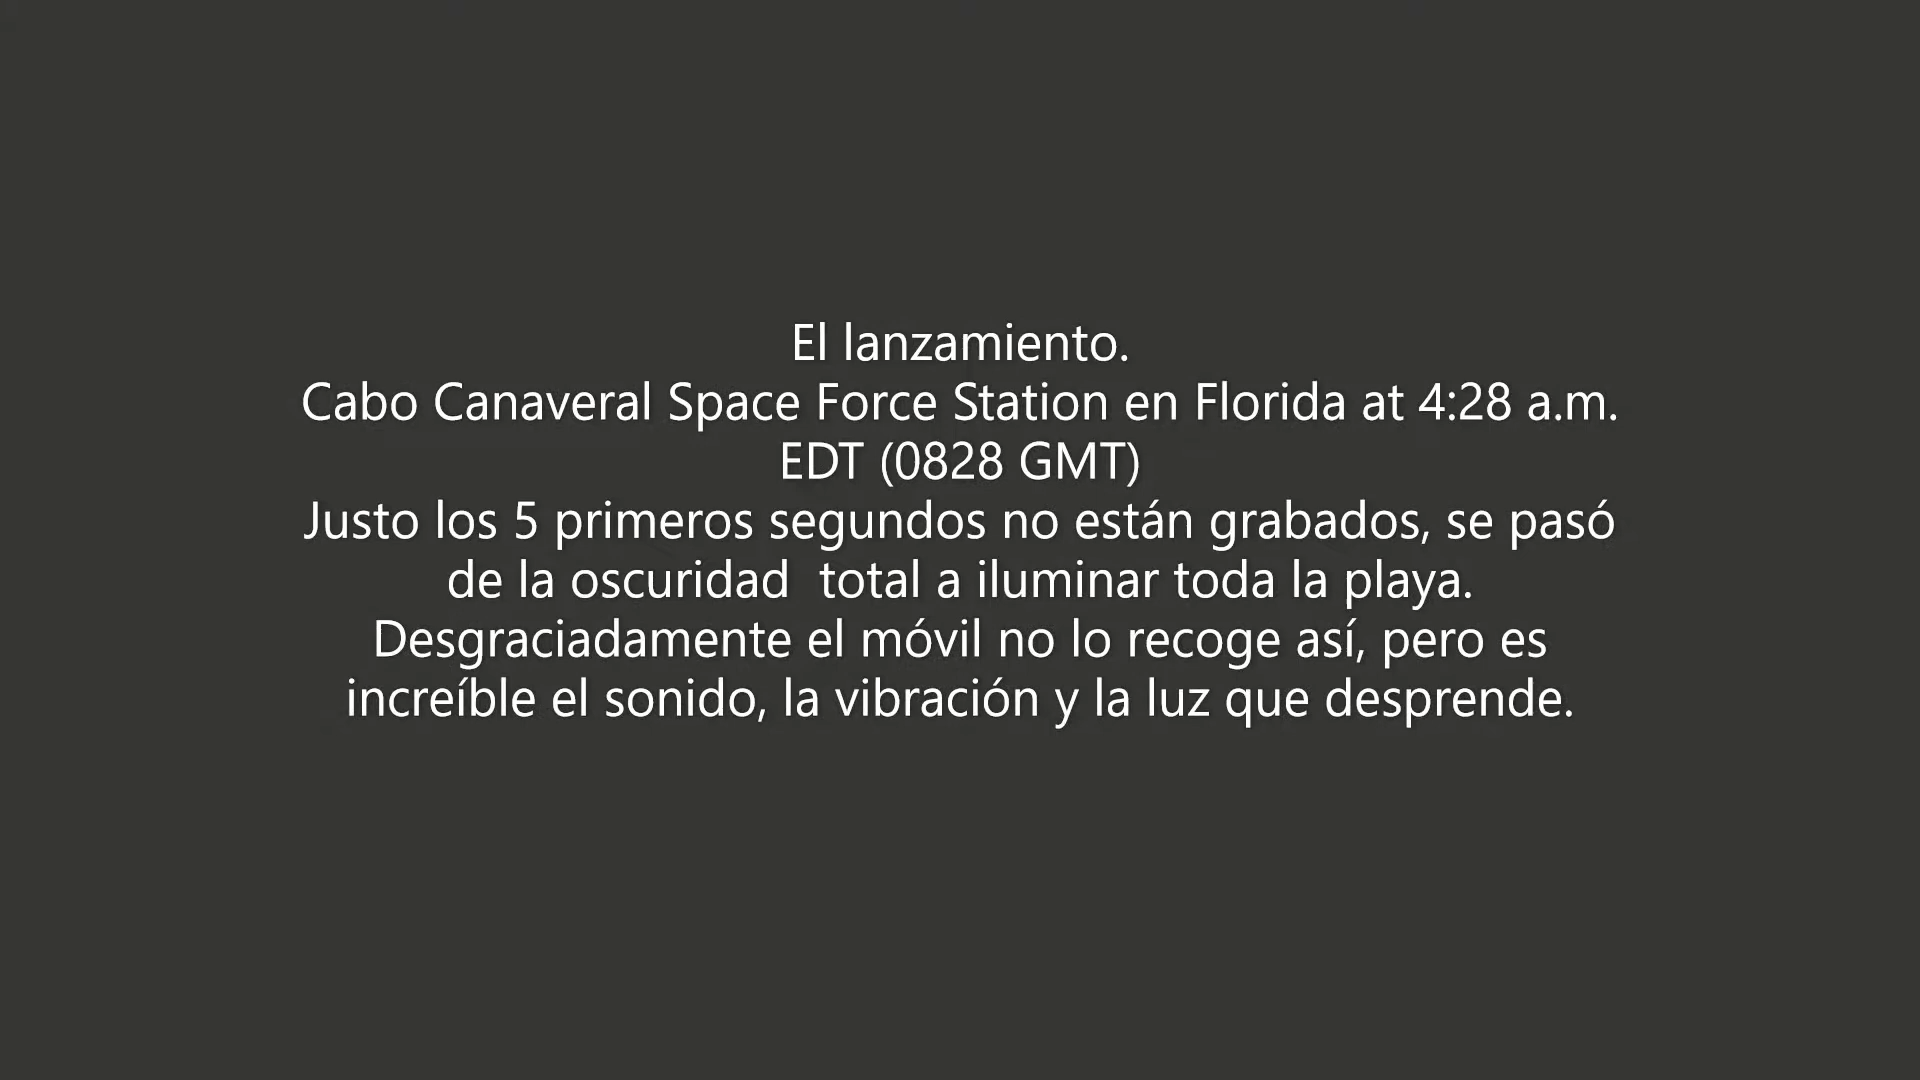 El lanzamiento.
Cabo Canaveral Space Force Station en Florida at 4:28 a.m.
EDT (0828 GMT)
Justo los 5 primeros segundos no están grabados, se pasó
de la oscuridad  total a iluminar toda la playa.
Desgraciadamente el móvil no lo recoge así, pero es
increíble el sonido, la vibración y la luz que desprende.